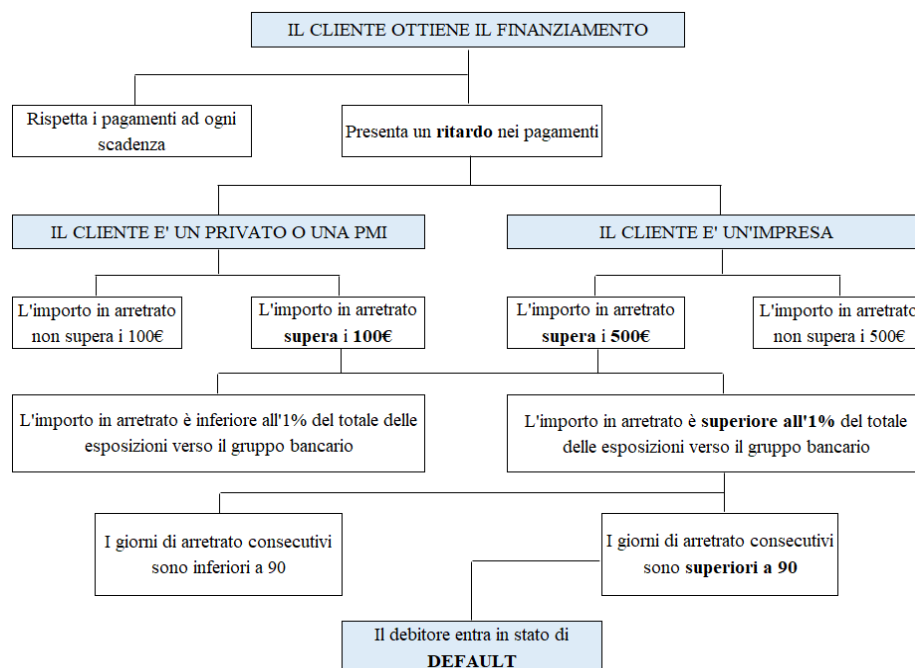 IL CLIENTE OTTIENE IL FINANZIAMENTO
Rispetta i pagamenti ad ogni
scadenza
Presenta un ritardo nei pagamenti
IL CLIENTE E' UN PRIVATO O UNA PMI
IL CLIENTE E' UN'IMPRESA
L'importo in arretrato
non supera i 100€
L'importo in arretrato
supera i 100€
L'importo in arretrato
supera i 500€
L'importo in arretrato
non supera i 500€
L'importo in arretrato è inferiore all'1% del totale delle
esposizioni verso il gruppo bancario
L'importo in arretrato è superiore all'1% del totale
delle esposizioni verso il gruppo bancario
I giorni di arretrato consecutivi
sono inferiori a 90
I giorni di arretrato consecutivi
sono superiori a 90
Il debitore entra in stato di
DEFAULT